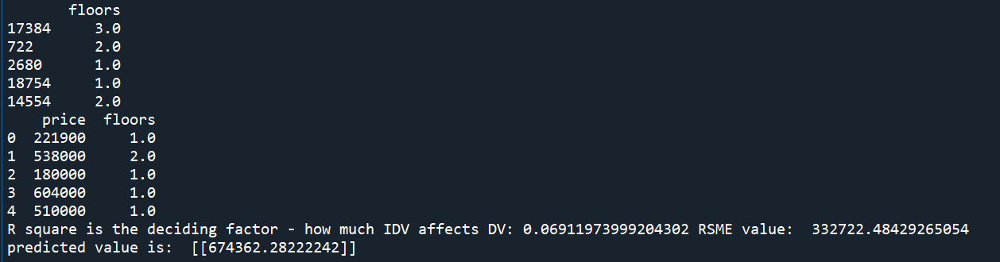 floors
17384 3.0
722 2.0
2680 1.0
18754 1.0
14554 2.0
price floors
0 221900 1.0
1 538000 2.0
2 180000 1.0
3 604000 1.0
4 510000 1.0
R square is the deciding factor - how much IDV affects DV: 0.06911973999204302 RSME value:  332722.48429265054
predicted value is:  [[674362.28222242]]